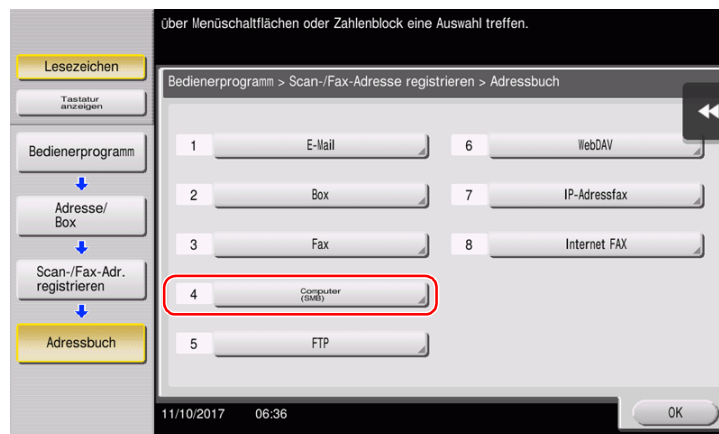 über Menüschaltflächen oder Zahlenblock eine Auswahl treffen.
Lesezeichen
Tastatur
anzeigen
Bedienerprogramm
Adresse/
Box
Scan-/Fax-Adr.
registrieren
Adressbuch
Bedienerprogramm > Scan-/Fax-Adresse registrieren > Adressbuch
1 E-Mail
2 Box
3 Fax
4 Computer
(SMB)
5 FTP
6 WebDAV
7 IP-Adressfax
8 Internet FAX
11/10/2017 06:36
OK